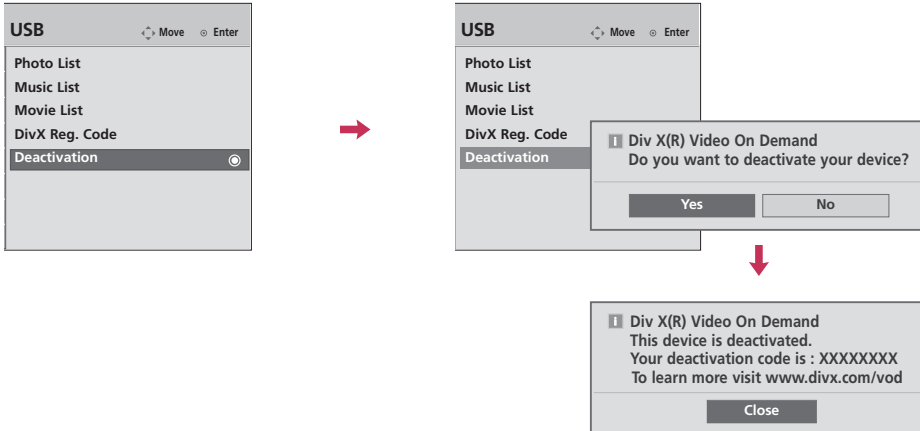 USB Move Enter
Photo List
Music List
Movie List
DivX Reg. Code
Deactivation
USB Move Enter
Photo List
Music List
Movie List
DivX Reg. Code
Deactivation
i Div X(R) Video On Demand
Do you want to deactivate your device?
Yes No
i Div X(R) Video On Demand
This device is deactivated.
Your deactivation code is : XXXXXXXX
To learn more visit www.divx.com/vod
Close